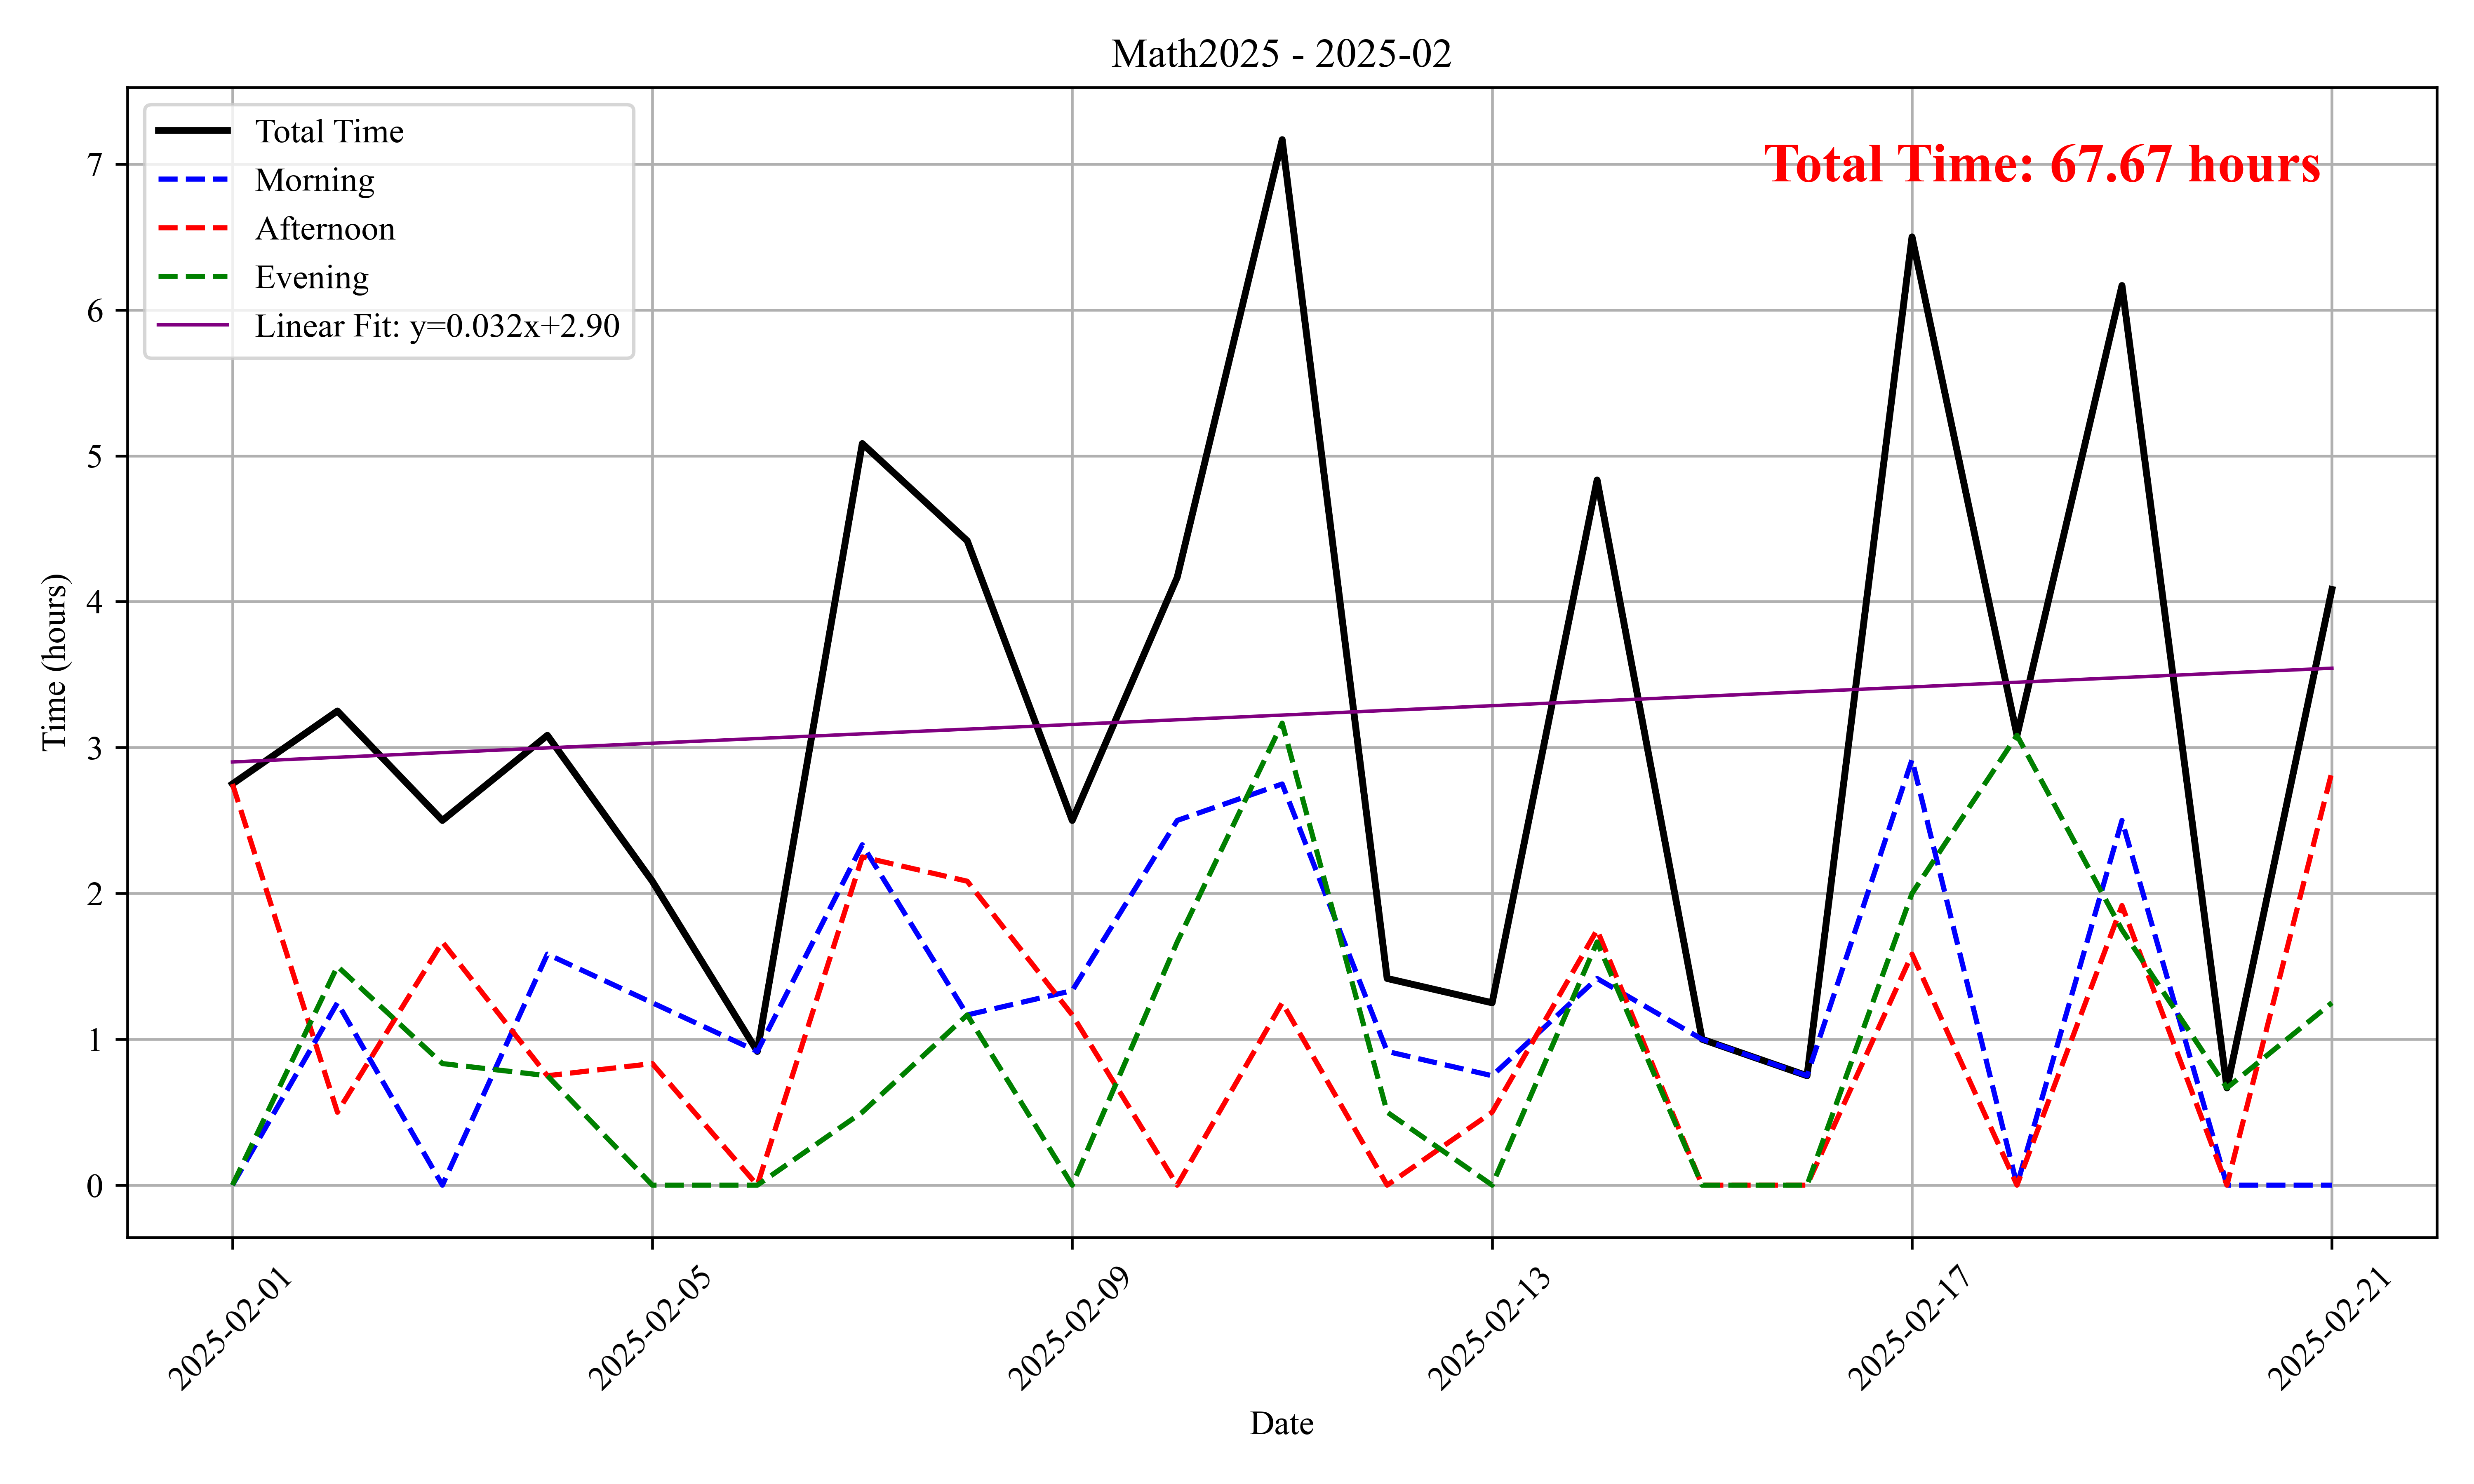 Math2025 - 2025-02
Total Time
Morning
Afternoon
Evening
Linear Fit: y=0.032x+2.90
Total Time: 67.67 hours
Time (hours)
7
6
5
4
3
2
1
0
2025-02-01
2025-02-05
2025-02-09
2025-02-13
2025-02-17
2025-02-21
Date